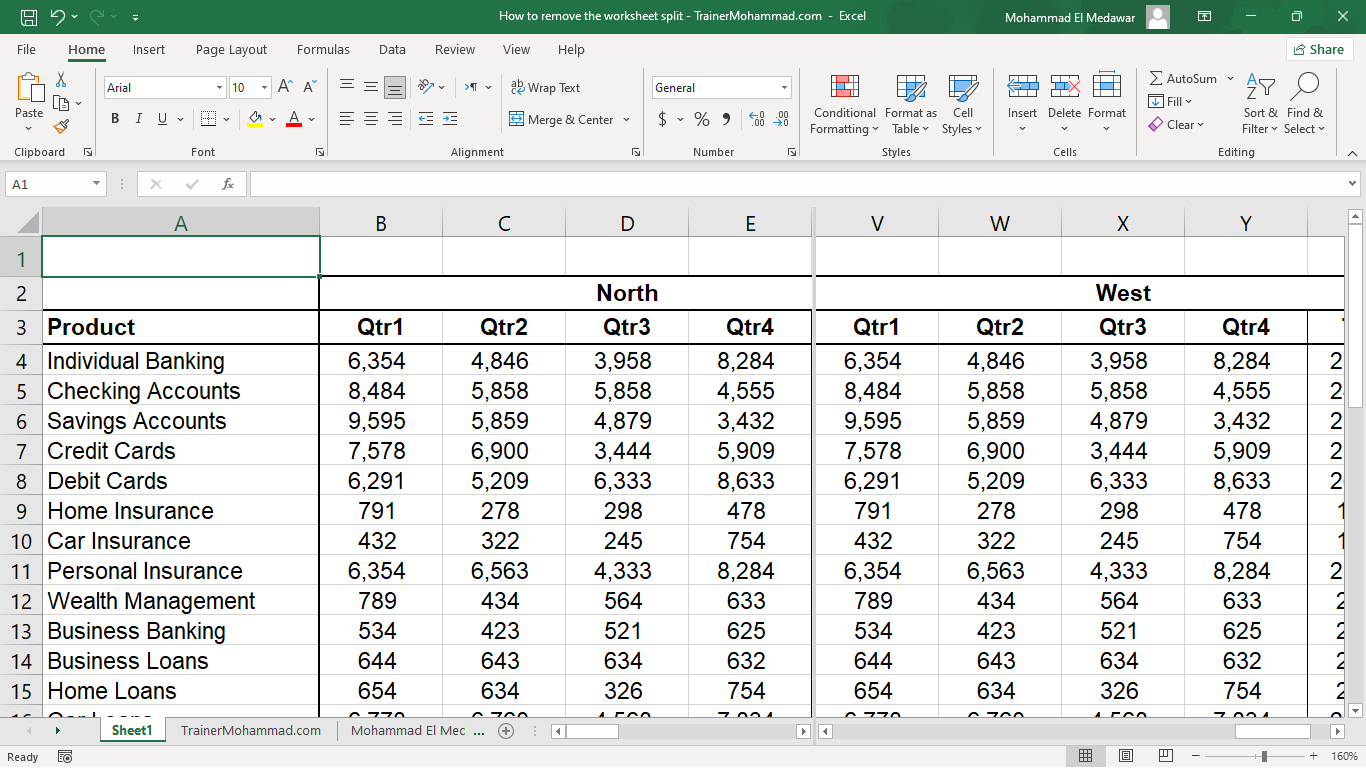 How to remove the worksheet split - TrainerMohammad.com - Excel
Mohammad El Medawar
File Home Insert Page Layout Formulas Data Review View Help Share
Paste
Arial 10
B I U A
ab Wrap Text
Merge & Center
General
$ % 9
Conditional Formatting
Format as Table
Cell Styles
Insert Delete Format
AutoSum
Fill
Clear
Sort & Filter
Find & Select
Clipboard Font Alignment Number Styles Cells Editing
A1 fx
A B C D E V W X Y
1
2 North West
3 Product Qtr1 Qtr2 Qtr3 Qtr4 Qtr1 Qtr2 Qtr3 Qtr4
4 Individual Banking 6,354 4,846 3,958 8,284 6,354 4,846 3,958 8,284 2
5 Checking Accounts 8,484 5,858 5,858 4,555 8,484 5,858 5,858 4,555 2
6 Savings Accounts 9,595 5,859 4,879 3,432 9,595 5,859 4,879 3,432 2
7 Credit Cards 7,578 6,900 3,444 5,909 7,578 6,900 3,444 5,909 2
8 Debit Cards 6,291 5,209 6,333 8,633 6,291 5,209 6,333 8,633 2
9 Home Insurance 791 278 298 478 791 278 298 478 1
10 Car Insurance 432 322 245 754 432 322 245 754 1
11 Personal Insurance 6,354 6,563 4,333 8,284 6,354 6,563 4,333 8,284 2
12 Wealth Management 789 434 564 633 789 434 564 633 2
13 Business Banking 534 423 521 625 534 423 521 625 2
14 Business Loans 644 643 634 632 644 643 634 632 2
15 Home Loans 654 634 326 754 654 634 326 754 2
Sheet1 TrainerMohammad.com Mohammad El Mec ...
Ready 160%